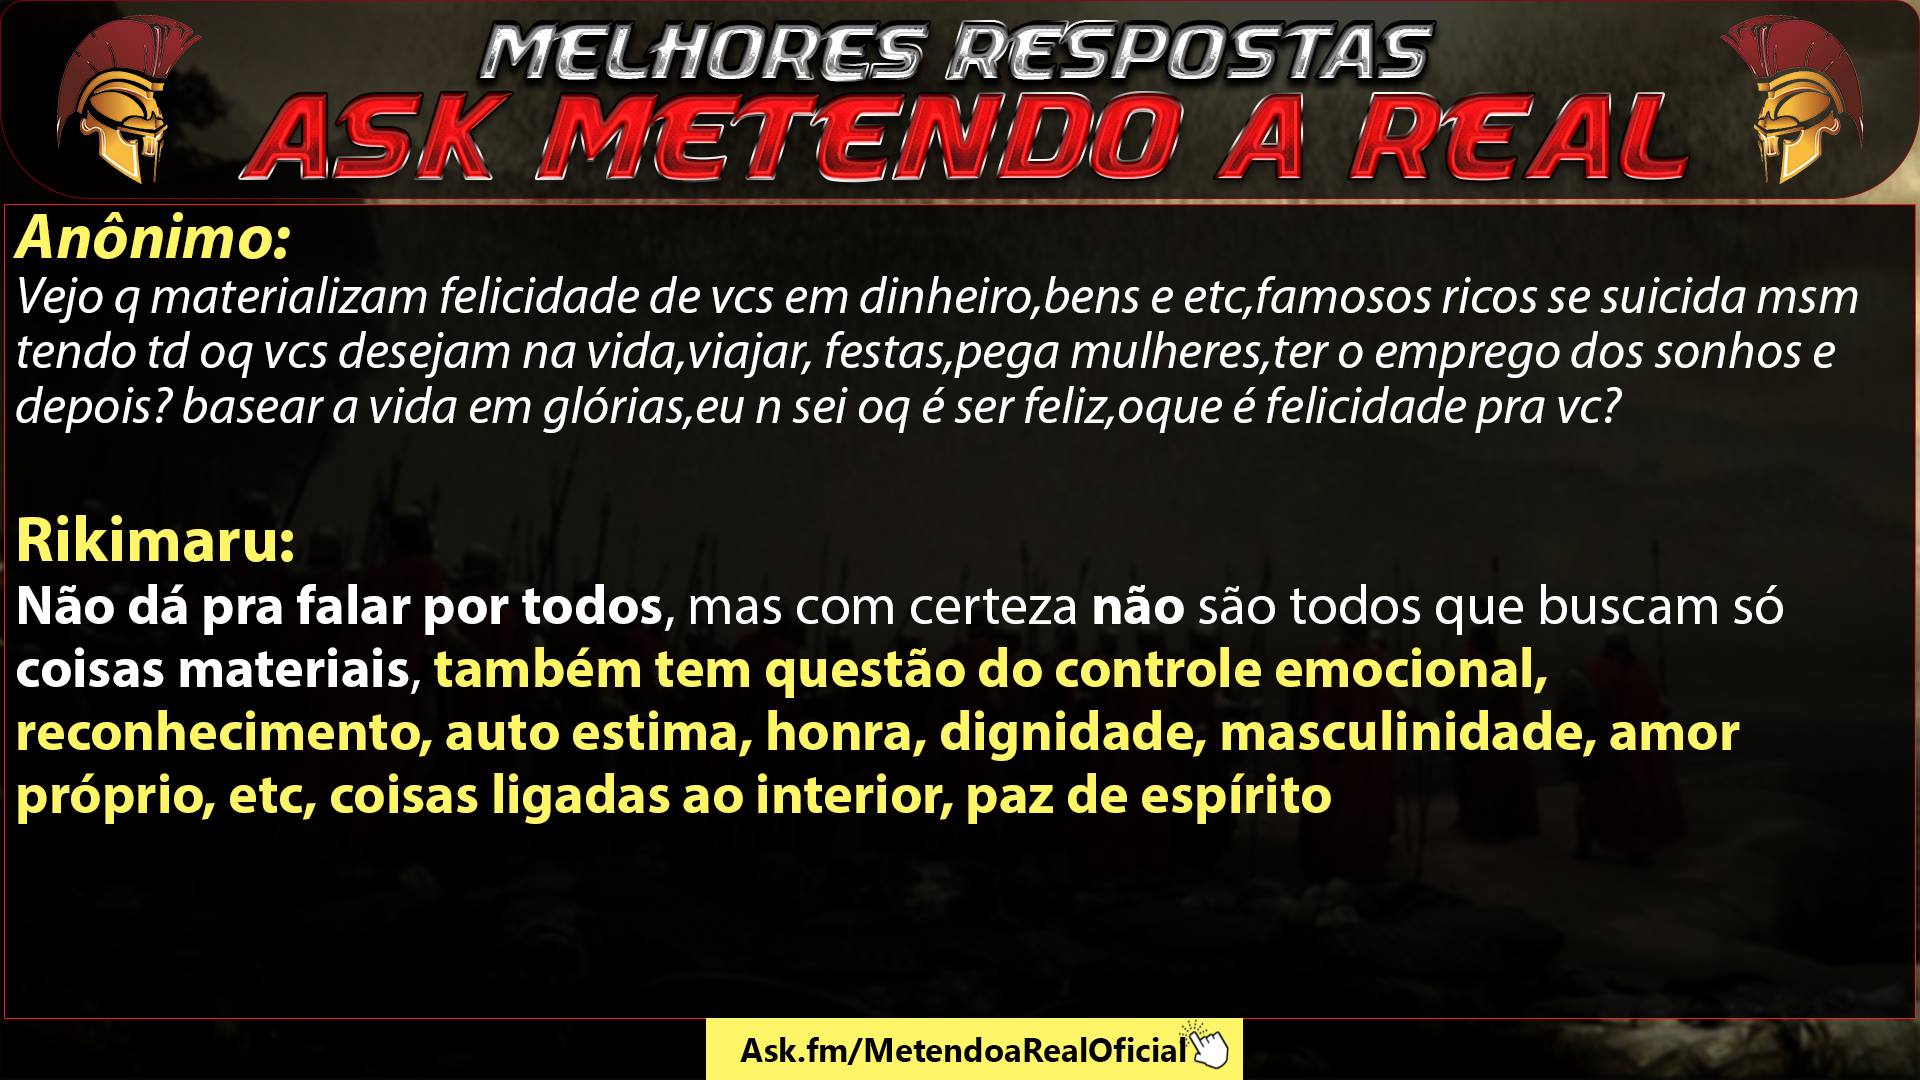 MELHORES RESPOSTAS
ASK METENDO A REAL
Anônimo:
Vejo q materializam felicidade de vcs em dinheiro,bens e etc,famosos ricos se suicida msm
tendo td oq vcs desejam na vida,viajar, festas,pega mulheres,ter o emprego dos sonhos e
depois? basear a vida em glórias,eu n sei oq é ser feliz,oque é felicidade pra vc?
Rikimaru:
Não dá pra falar por todos, mas com certeza não são todos que buscam só
coisas materiais, também tem questão do controle emocional,
reconhecimento, auto estima, honra, dignidade, masculinidade, amor
próprio, etc, coisas ligadas ao interior, paz de espírito
Ask.fm/MetendoaRealOficial